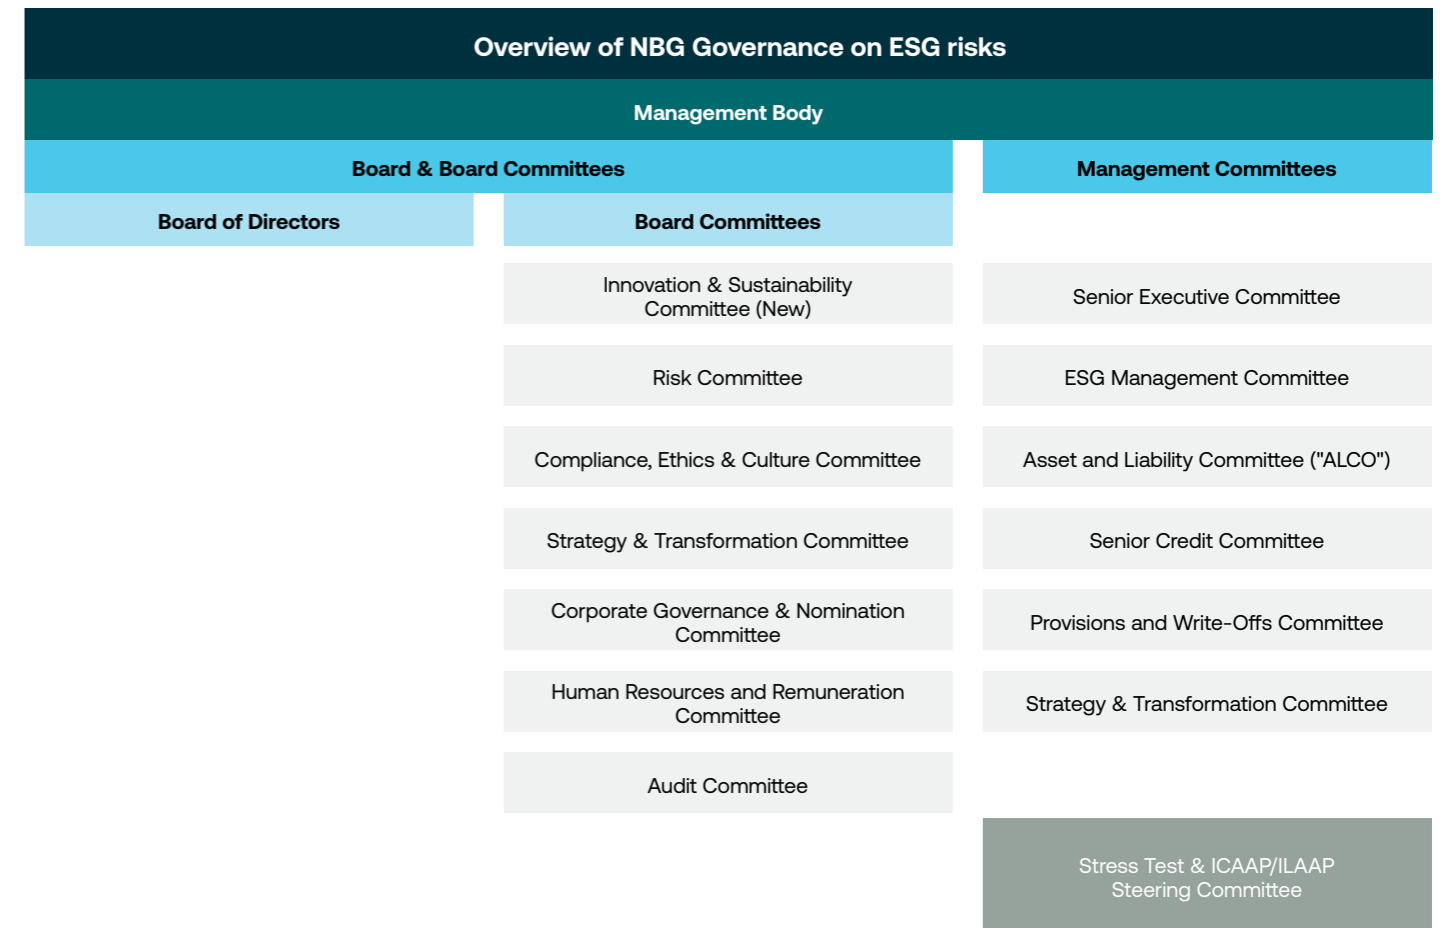 Overview of NBG Governance on ESG risks
Management Body
Board & Board Committees
Management Committees
Board of Directors
Board Committees
Innovation & Sustainability
Committee (New)
Senior Executive Committee
Risk Committee
ESG Management Committee
Compliance, Ethics & Culture Committee
Asset and Liability Committee ("ALCO")
Strategy & Transformation Committee
Senior Credit Committee
Corporate Governance & Nomination
Committee
Provisions and Write-Offs Committee
Human Resources and Remuneration
Committee
Strategy & Transformation Committee
Audit Committee
Stress Test & ICAAP/ILAAP
Steering Committee